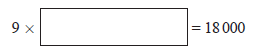 9 × = 18 000